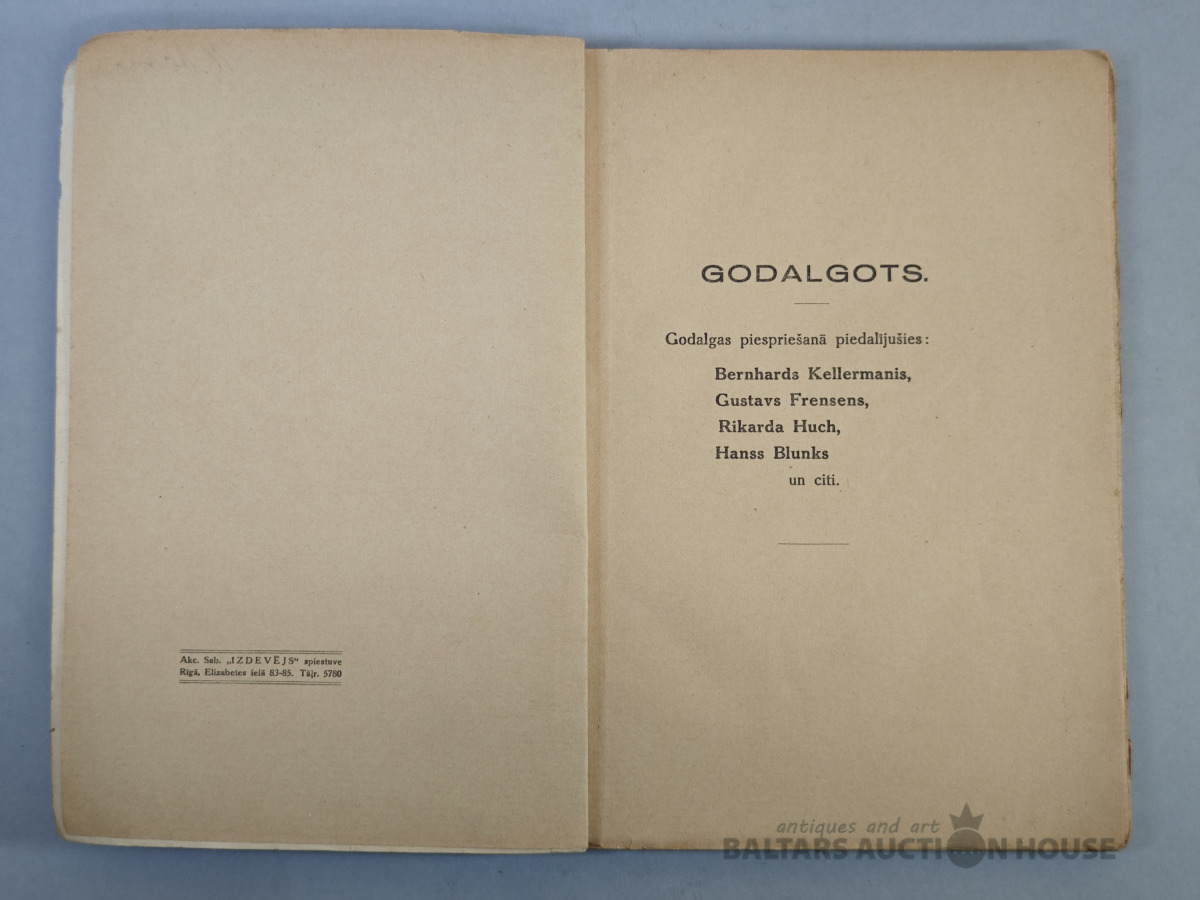 Akc. Sab. „IZDEVĒJS“ spiestuve
Rīgā, Elizabetes ielā 83-85. Tāļr. 5780
GODALGOTS.
Godalgas piespriešanā piedalījušies:
Bernhards Kellermanis,
Gustavs Frensens,
Rikarda Huch,
Hanss Blunks
un citi.
antiques and art
BALTARS AUCTION HOUSE